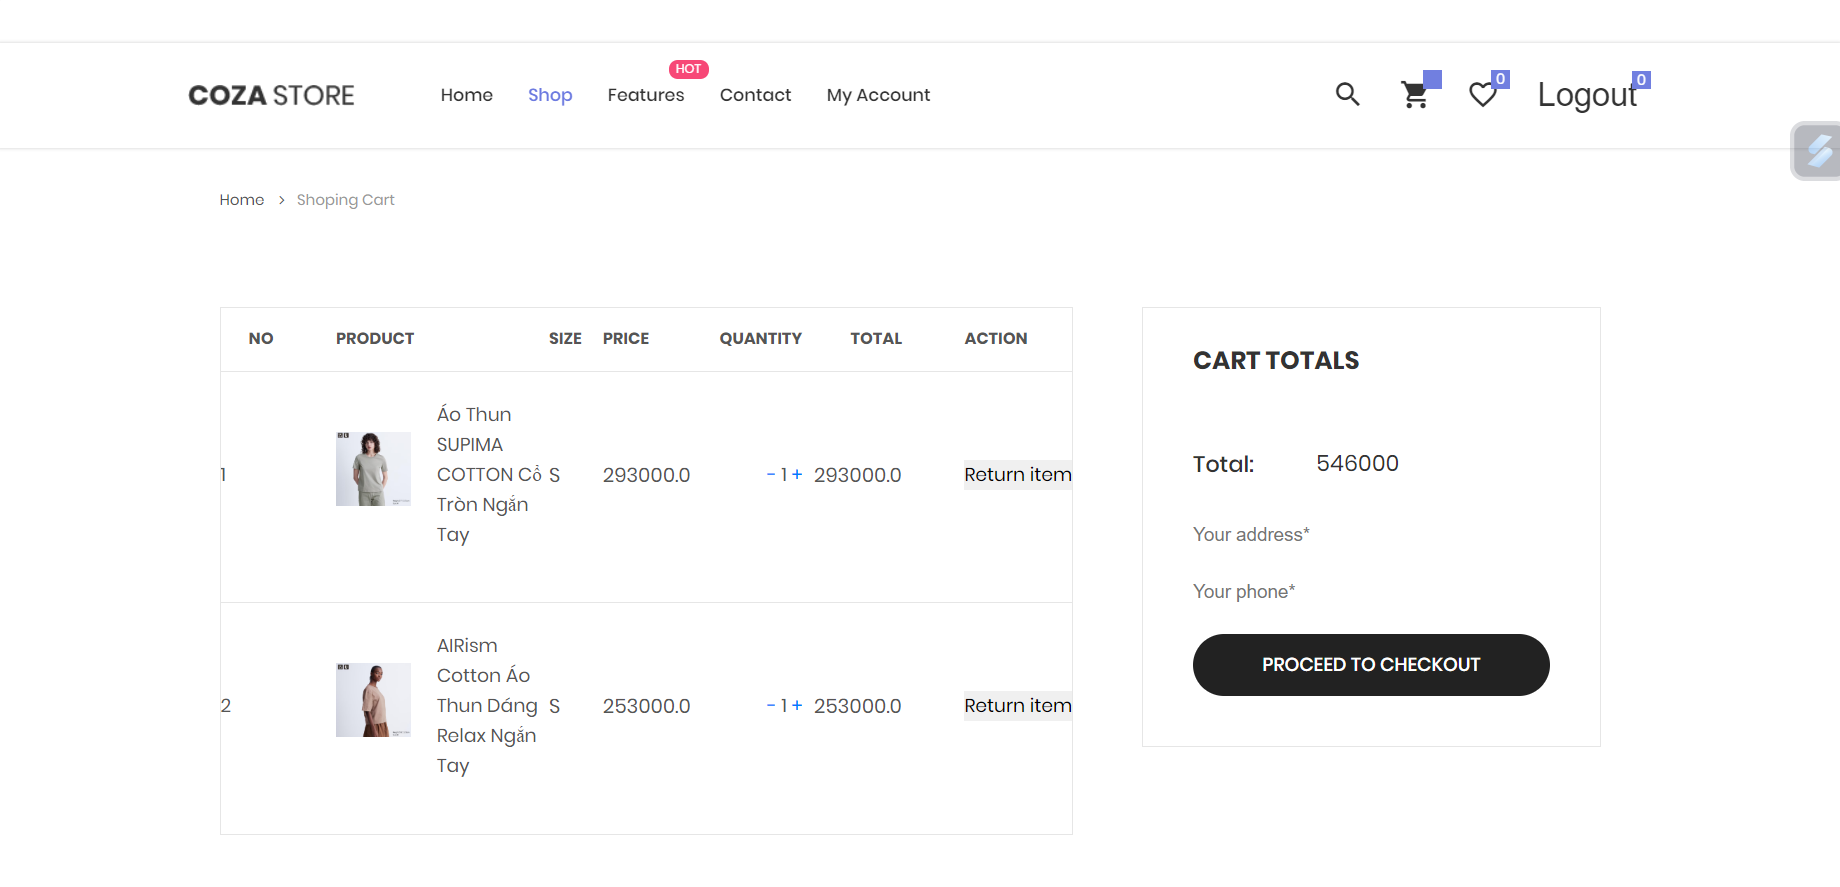 HOT
COZA STORE Home Shop Features Contact My Account 0 Logout 0
Home > Shoping Cart
NO PRODUCT SIZE PRICE QUANTITY TOTAL ACTION
1 S 293000.0 - 1 + 293000.0 Return item
Áo Thun
SUPIMA
COTTON Cổ
Tròn Ngắn
Tay
2 S 253000.0 - 1 + 253000.0 Return item
AIRism
Cotton Áo
Thun Dáng
Relax Ngắn
Tay
CART TOTALS
Total: 546000
Your address*
Your phone*
PROCEED TO CHECKOUT